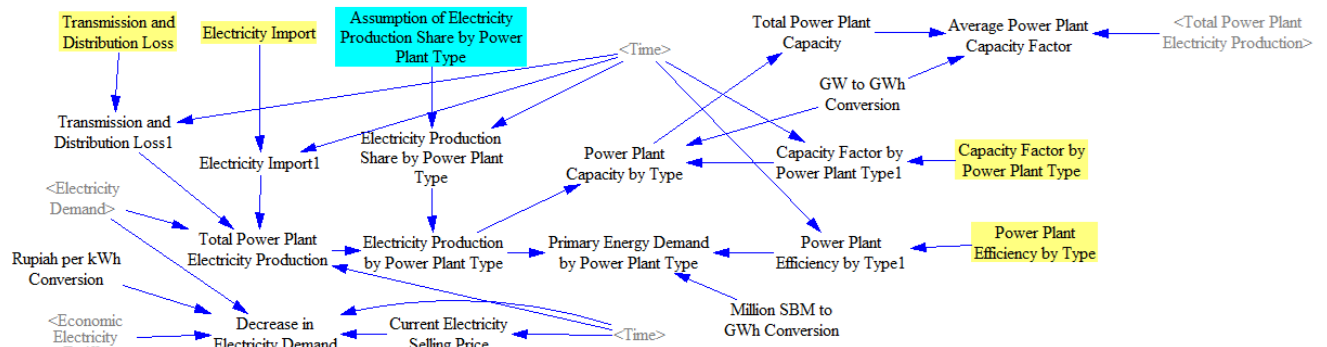 Transmission and
Distribution Loss
Electricity Import
Assumption of Electricity
Production Share by Power
Plant Type
<Time>
Total Power Plant
Capacity
Average Power Plant
Capacity Factor
<Total Power Plant
Electricity Production>
GW to GWh
Conversion
Transmission and
Distribution Loss1
Electricity Import1
Electricity Production
Share by Power Plant
Type
Power Plant
Capacity by Type
Capacity Factor by
Power Plant Type1
Capacity Factor by
Power Plant Type
<Electricity
Demand>
Total Power Plant
Electricity Production
Electricity Production
by Power Plant Type
Primary Energy Demand
by Power Plant Type
Power Plant
Efficiency by Type1
Power Plant
Efficiency by Type
Rupiah per kWh
Conversion
Million SBM to
GWh Conversion
<Economic
Electricity
Decrease in
Electricity Demand
Current Electricity
Selling Price
<Time>